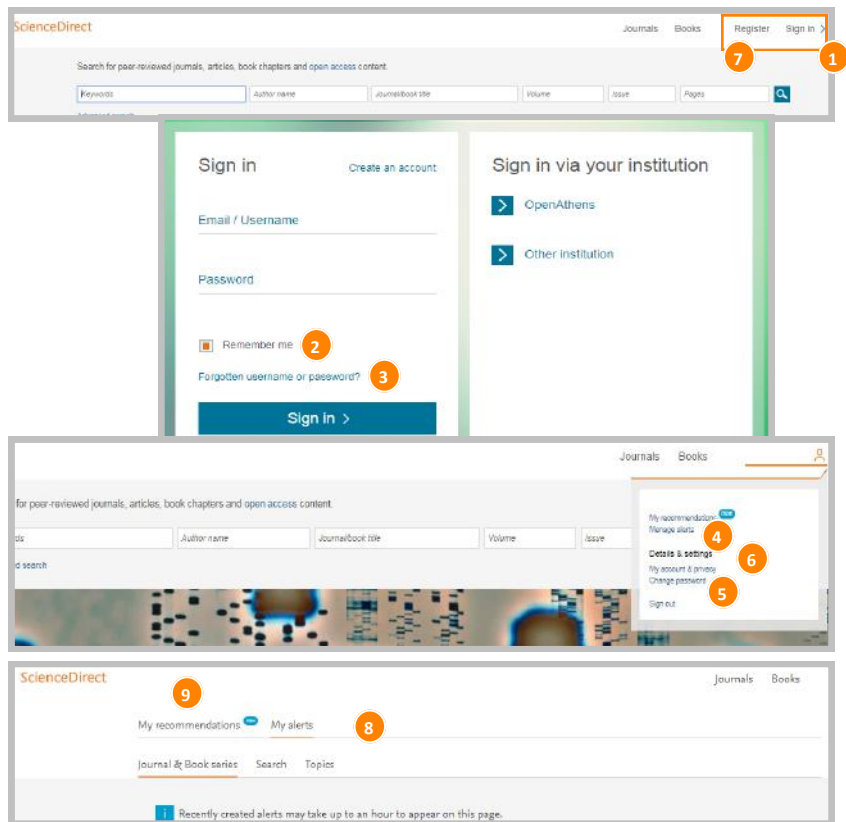 ScienceDirect
Journals Books Register Sign in >
7 1
Search for peer-reviewed journals, articles, book chapters and open access content.
Keywords Author name Journal/book title Volume Issue Pages
Advanced search
Sign in Create an account
Email / Username
Password
Remember me 2
Forgotten username or password? 3
Sign in >
Sign in via your institution
> OpenAthens
> Other institution
Journals Books
for peer-reviewed journals, articles, book chapters and open access content.
ds Author name Journal/book title Volume Issue
d search
My recommendations new
Manage alerts 4
Details & settings 6
My account & privacy
Change password 5
Sign out
ScienceDirect
Journals Books
9
My recommendations new My alerts 8
Journal & Book series Search Topics
i Recently created alerts may take up to an hour to appear on this page.